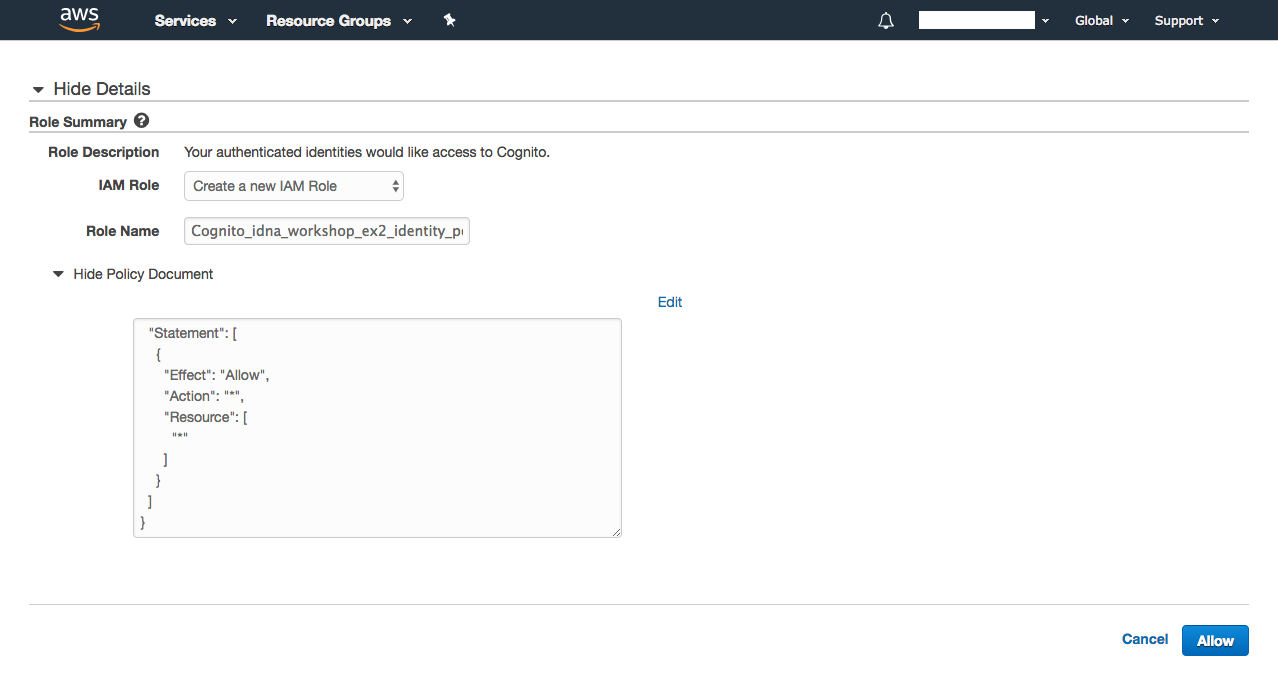 aws Services Resource Groups Global Support
Hide Details
Role Summary ?
Role Description Your authenticated identities would like access to Cognito.
IAM Role Create a new IAM Role
Role Name Cognito_idna_workshop_ex2_identity_p
Hide Policy Document
Edit
"Statement": [
{
"Effect": "Allow",
"Action": "*",
"Resource": [
"*"
]
}
]
}
Cancel Allow